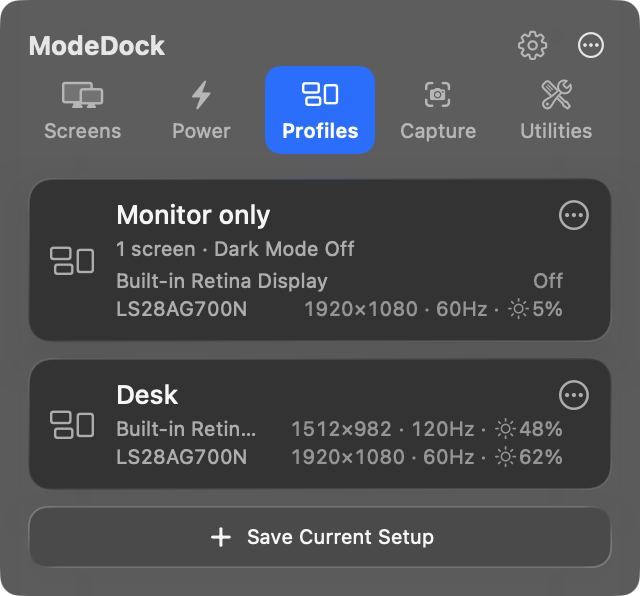 ModeDock
Screens
Power
Profiles
Capture
Utilities
Monitor only
1 screen · Dark Mode Off
Built-in Retina Display Off
LS28AG700N 1920×1080 · 60Hz · 5%
Desk
Built-in Retin... 1512×982 · 120Hz · 48%
LS28AG700N 1920×1080 · 60Hz · 62%
+ Save Current Setup